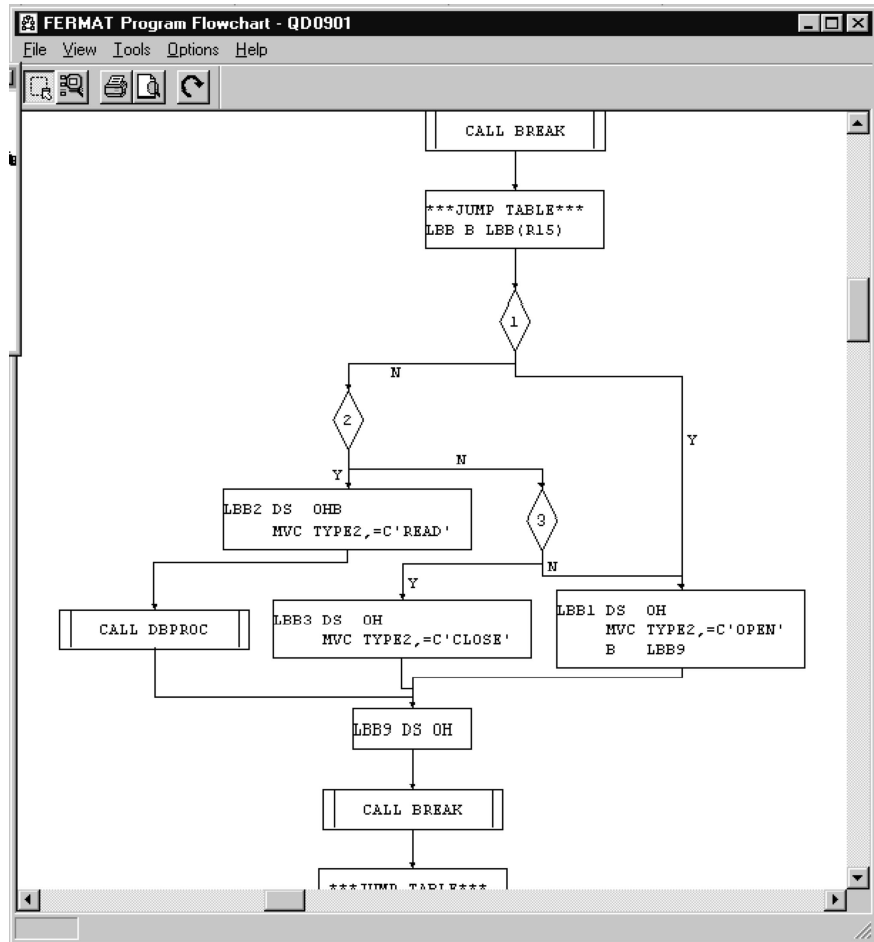 FERMAT Program Flowchart - QD0901
File View Tools Options Help
CALL BREAK
***JUMP TABLE***
LBB B LBB(R15)
1
N
2
Y
N
Y
LBB2 DS OHB
MVC TYPE2,=C'READ'
3
N
Y
CALL DBPROC
LBB3 DS OH
MVC TYPE2,=C'CLOSE'
LBB1 DS OH
MVC TYPE2,=C'OPEN'
B LBB9
LBB9 DS OH
CALL BREAK
***JUMP TABLE***